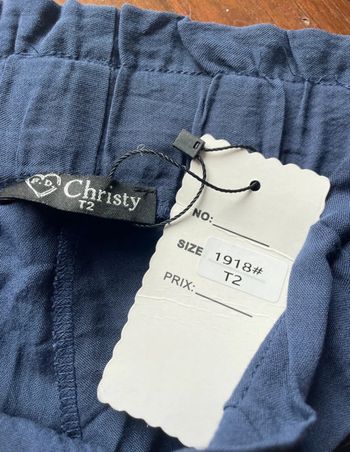 P.D. Christy
T2
NO:
SIZE
1918#
T2
PRIX: